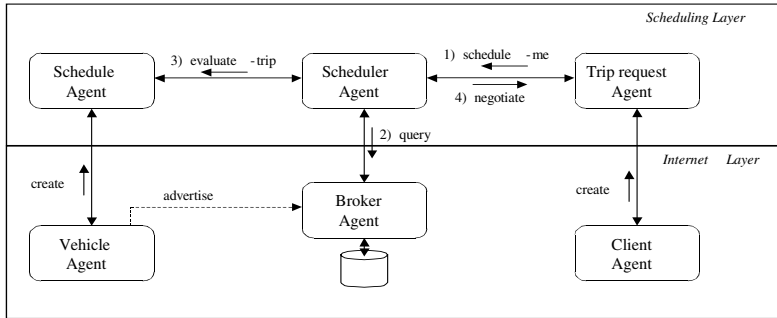 Scheduling Layer
3) evaluate -trip
1) schedule -me
Schedule
Agent
Scheduler
Agent
Trip request
Agent
4) negotiate
2) query
Internet Layer
create
advertise
create
Broker
Agent
Vehicle
Agent
Client
Agent